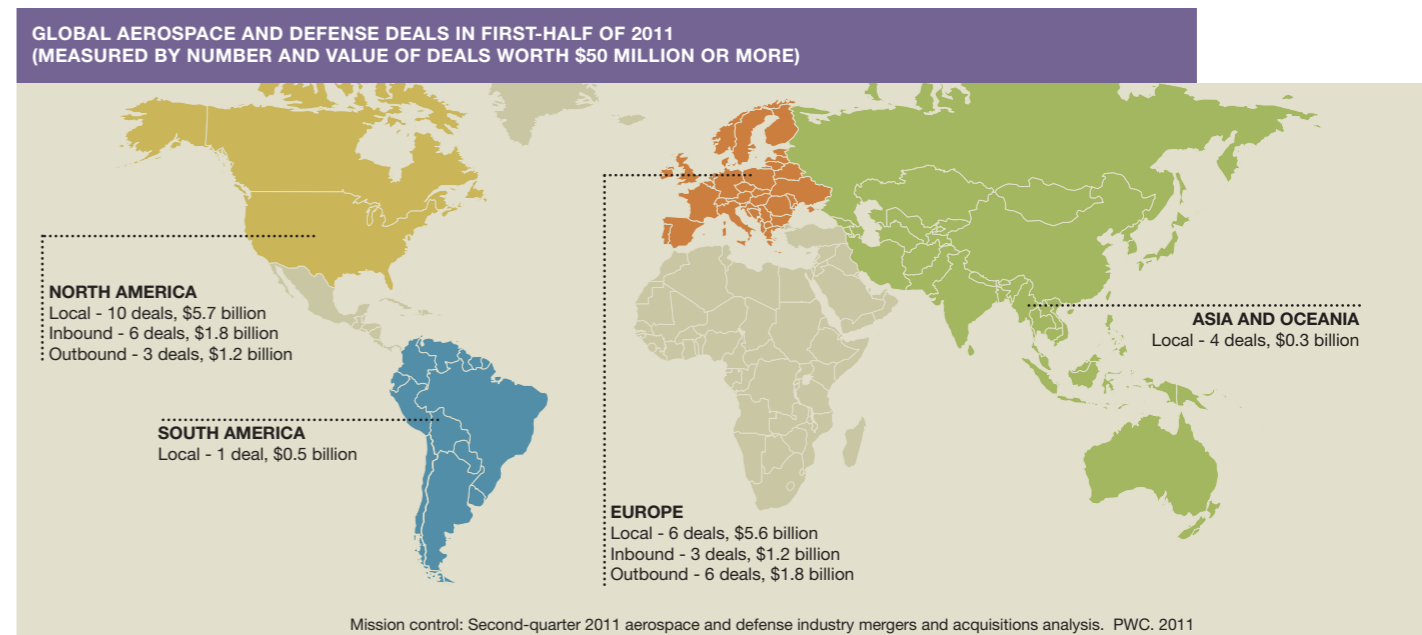 GLOBAL AEROSPACE AND DEFENSE DEALS IN FIRST-HALF OF 2011
(MEASURED BY NUMBER AND VALUE OF DEALS WORTH $50 MILLION OR MORE)
NORTH AMERICA
Local - 10 deals, $5.7 billion
Inbound - 6 deals, $1.8 billion
Outbound - 3 deals, $1.2 billion
ASIA AND OCEANIA
Local - 4 deals, $0.3 billion
SOUTH AMERICA
Local - 1 deal, $0.5 billion
EUROPE
Local - 6 deals, $5.6 billion
Inbound - 3 deals, $1.2 billion
Outbound - 6 deals, $1.8 billion
Mission control: Second-quarter 2011 aerospace and defense industry mergers and acquisitions analysis. PWC. 2011